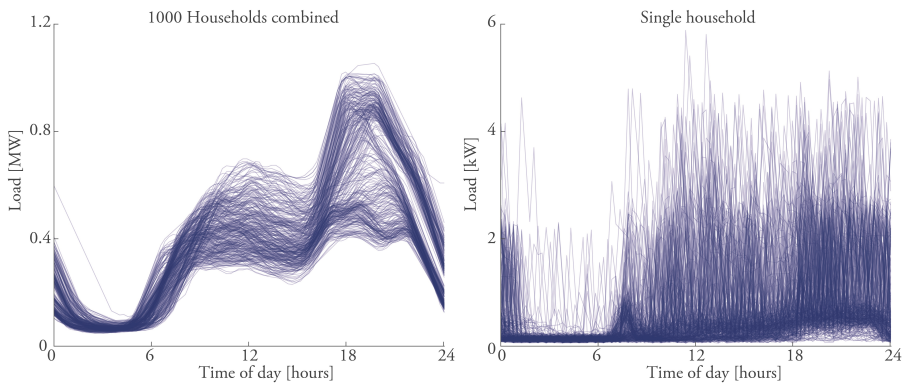 1000 Households combined
1.2
0.8
0.4
0
Load [MW]
0 6 12 18 24
Time of day [hours]
Single household
6
4
2
0
Load [kW]
0 6 12 18 24
Time of day [hours]